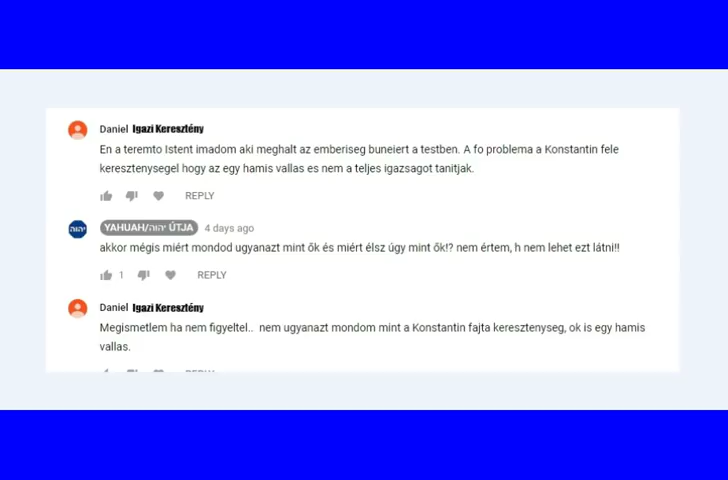 Daniel Igazi Keresztény
En a teremto Istent imadom aki meghalt az emberiseg buneiert a testben. A fo problema a Konstantin fele
keresztenysegel hogy az egy hamis vallas es nem a teljes igazsagot tanitjak.
REPLY
יהוה
YAHUAH/יהוה ÚTJA 4 days ago
akkor mégis miért mondod ugyanazt mint ők és miért élsz úgy mint ők!? nem értem, h nem lehet ezt látni!!
1 REPLY
Daniel Igazi Keresztény
Megismetlem ha nem figyeltel.. nem ugyanazt mondom mint a Konstantin fajta keresztenyseg, ok is egy hamis
vallas.
REPLY